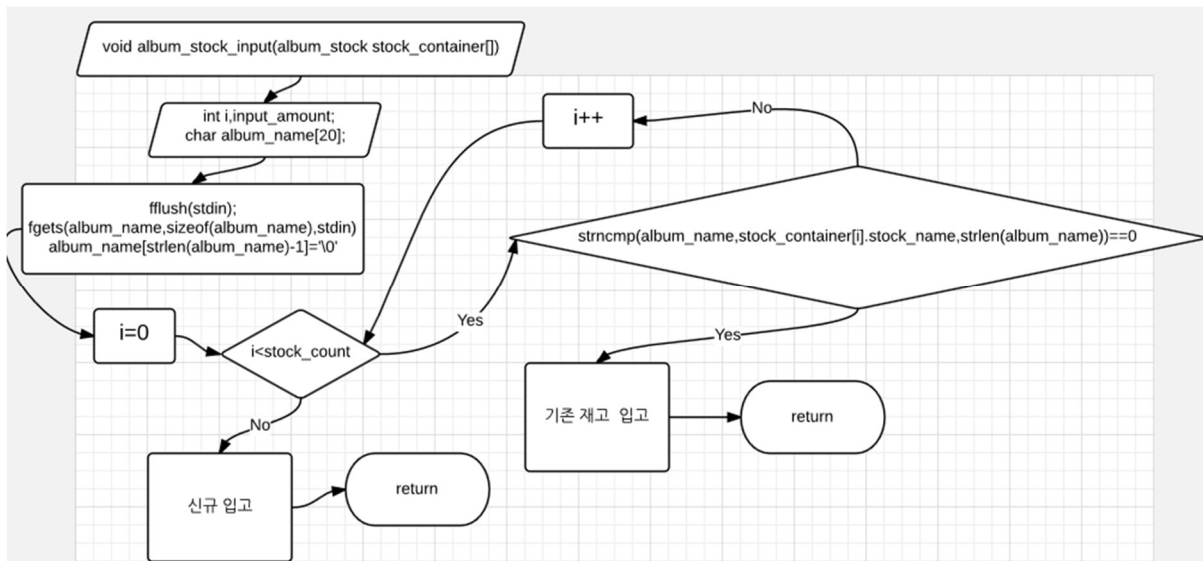 void album_stock_input(album_stock stock_container[])
int i,input_amount;
char album_name[20];
fflush(stdin);
fgets(album_name,sizeof(album_name),stdin)
album_name[strlen(album_name)-1]='\0'
i=0
i<stock_count
Yes
No
신규 입고
return
i++
No
strncmp(album_name,stock_container[i].stock_name,strlen(album_name))==0
Yes
기존 재고 입고
return